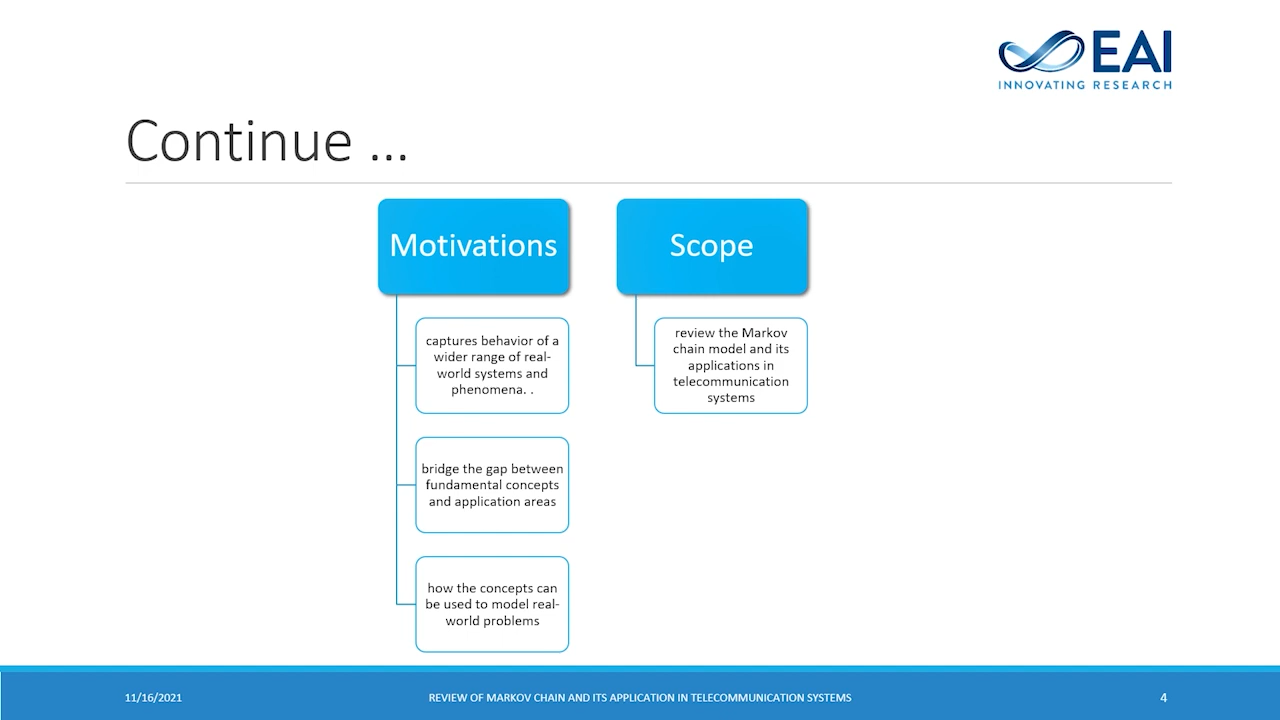 EAI
INNOVATING RESEARCH
Continue ...
Motivations
captures behavior of a
wider range of real-
world systems and
phenomena. .
bridge the gap between
fundamental concepts
and application areas
how the concepts can
be used to model real-
world problems
Scope
review the Markov
chain model and its
applications in
telecommunication
systems
11/16/2021
REVIEW OF MARKOV CHAIN AND ITS APPLICATION IN TELECOMMUNICATION SYSTEMS
4